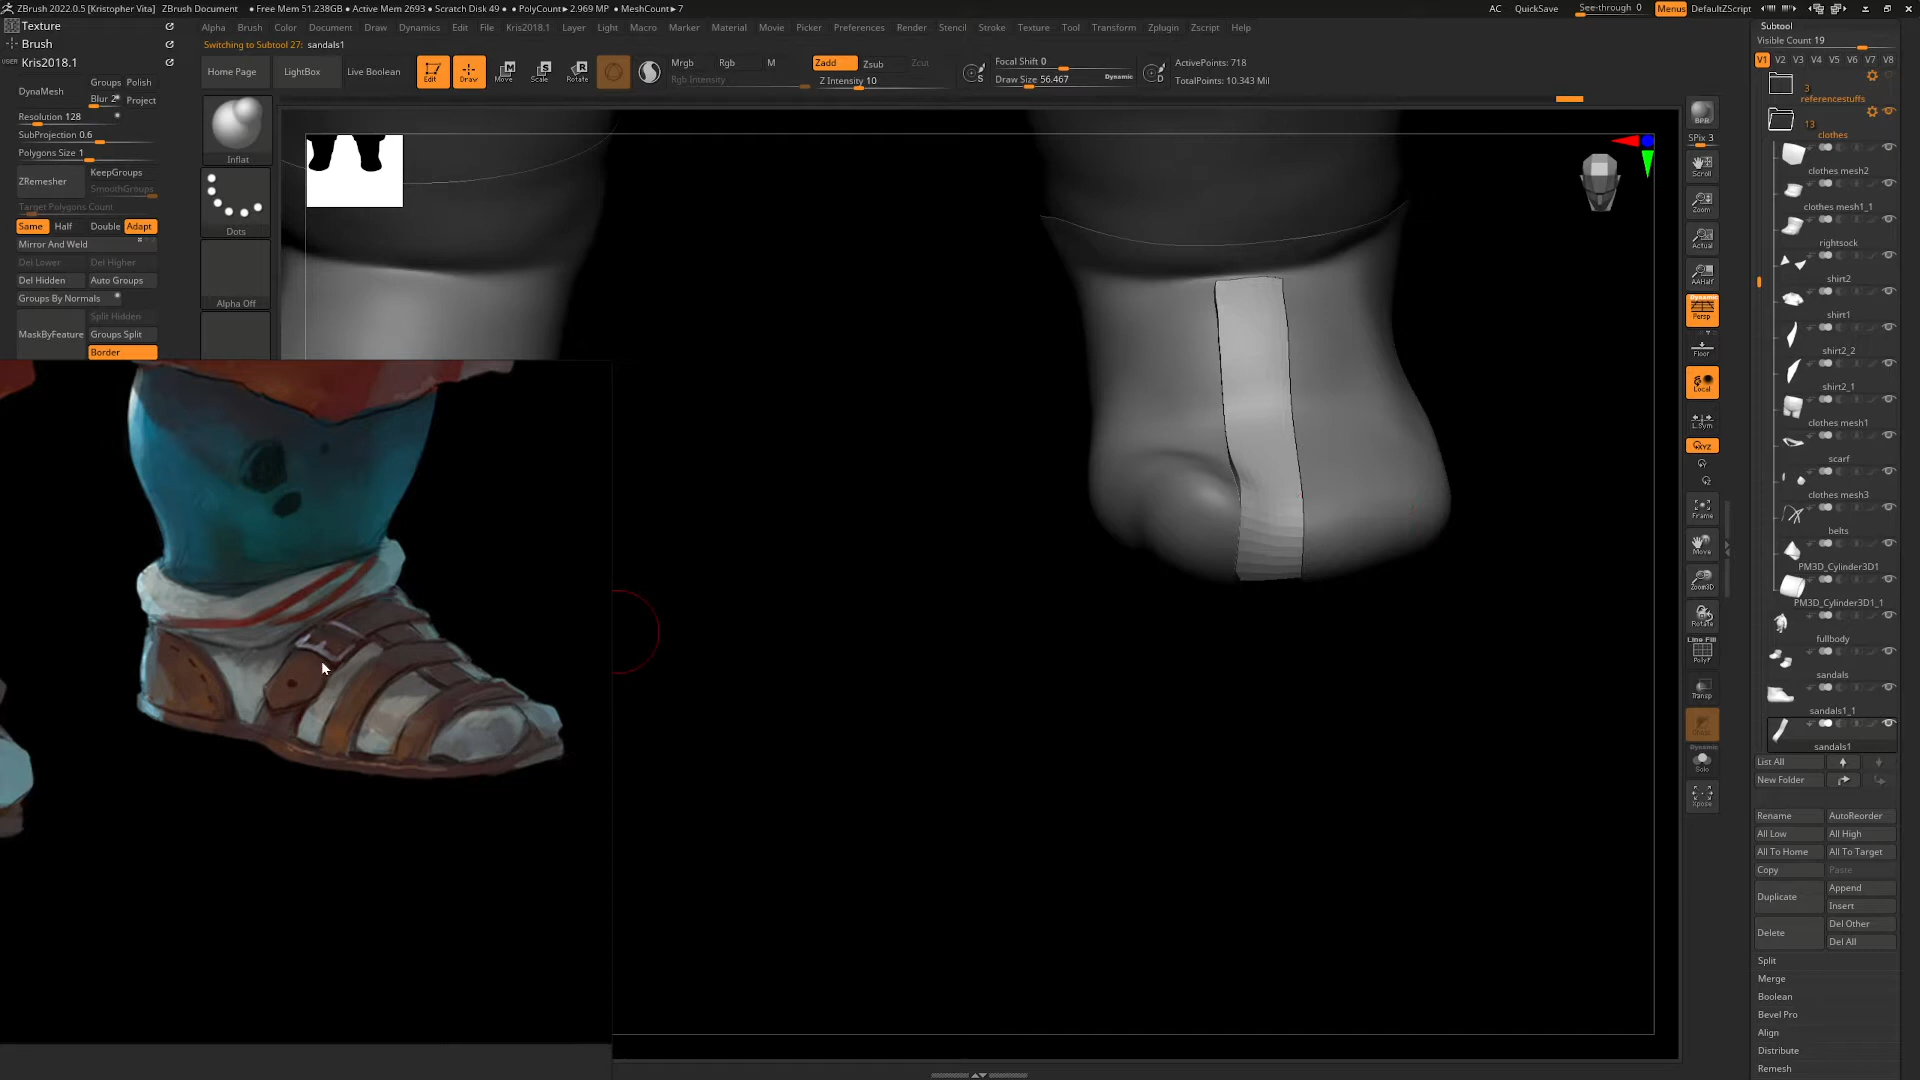 ZBrush 2022.0.5 [Kristopher Vita] ZBrush Document • Free Mem 51.238GB • Active Mem 2693 • Scratch Disk 49 • • PolyCount▸ 2.969 MP • MeshCount▸ 7
AC QuickSave See-through 0 Menus DefaultZScript
Texture
Alpha Brush Color Document Draw Dynamics Edit File Kris2018.1 Layer Light Macro Marker Material Movie Picker Preferences Render Stencil Stroke Texture Tool Transform Zplugin Zscript Help
Brush
Switching to Subtool 27: sandals1
Kris2018.1
DynaMesh
Groups Polish
Blur 2
Project
Resolution 128
SubProjection 0.6
Polygons Size 1
ZRemesher
KeepGroups
SmoothGroups
Target Polygons Count
Same Half Double Adapt
Mirror And Weld
Del Lower Del Higher
Del Hidden Auto Groups
Groups By Normals
Split Hidden
MaskByFeature
Groups Split
Border
Home Page
LightBox
Live Boolean
Edit
Draw
Move
Scale
Rotate
Mrgb Rgb M
Rgb Intensity
Zadd Zsub Zcut
Z Intensity 10
S
Focal Shift 0
Draw Size 56.467
Dynamic
D
ActivePoints: 718
TotalPoints: 10.343 Mil
Inflat
Dots
Alpha Off
BPR
SPix 3
Scroll
Zoom
Actual
AAHalf
Dynamic
Persp
Floor
Local
L.Sym
XYZ
Frame
Move
Zoom3D
Rotate
Line Fill
PolyF
Transp
Ghost
Dynamic
Solo
Xpose
Subtool
Visible Count 19
V1 V2 V3 V4 V5 V6 V7 V8
3
referencestuffs
13
clothes
clothes mesh2
clothes mesh1_1
rightsock
shirt2
shirt1
shirt2_2
shirt2_1
clothes mesh1
scarf
clothes mesh3
belts
PM3D_Cylinder3D1
PM3D_Cylinder3D1_1
fullbody
sandals
sandals1_1
sandals1
List All
New Folder
Rename AutoReorder
All Low All High
All To Home All To Target
Copy Paste
Duplicate
Append
Insert
Delete
Del Other
Del All
Split
Merge
Boolean
Bevel Pro
Align
Distribute
Remesh